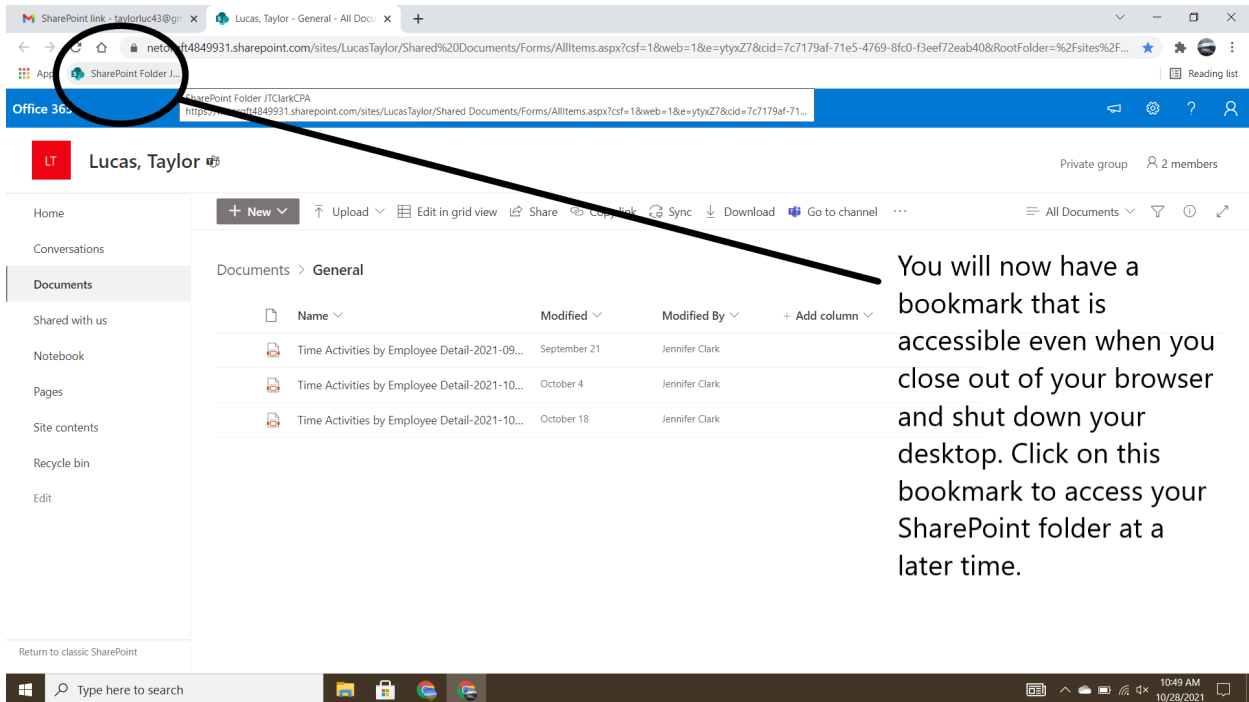 SharePoint link - taylorluc43@gm
Lucas, Taylor - General - All Docu
netorgft4849931.sharepoint.com/sites/LucasTaylor/Shared%20Documents/Forms/AllItems.aspx?csf=1&web=1&e=ytyxZ7&cid=7c7179af-71e5-4769-8fc0-f3eef72eab40&RootFolder=%2Fsites%2F...
App SharePoint Folder J... Reading list
Office 365
SharePoint Folder JTClarkCPA
4849931.sharepoint.com/sites/LucasTaylor/Shared Documents/Forms/AllItems.aspx?csf=1&web=1&e=ytyxZ7&cid=7c7179af-71...
LT Lucas, Taylor Private group 2 members
+ New Upload Edit in grid view Share Copy link Sync Download Go to channel ... All Documents
Home
Conversations
Documents
Shared with us
Notebook
Pages
Site contents
Recycle bin
Edit
Return to classic SharePoint
Documents > General
Name Modified Modified By + Add column
Time Activities by Employee Detail-2021-09... September 21 Jennifer Clark
Time Activities by Employee Detail-2021-10... October 4 Jennifer Clark
Time Activities by Employee Detail-2021-10... October 18 Jennifer Clark
You will now have a
bookmark that is
accessible even when you
close out of your browser
and shut down your
desktop. Click on this
bookmark to access your
SharePoint folder at a
later time.
Type here to search
10:49 AM
10/28/2021